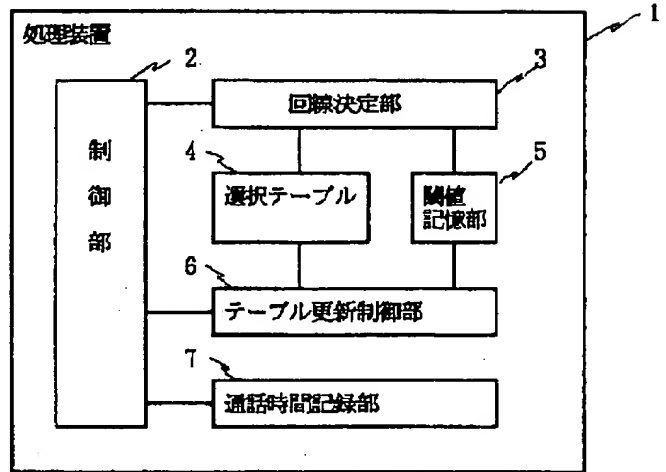 1
処理装置
2
3
回線決定部
制御部
4
5
選択テーブル
閾値
記憶部
6
テーブル更新制御部
7
通話時間記録部